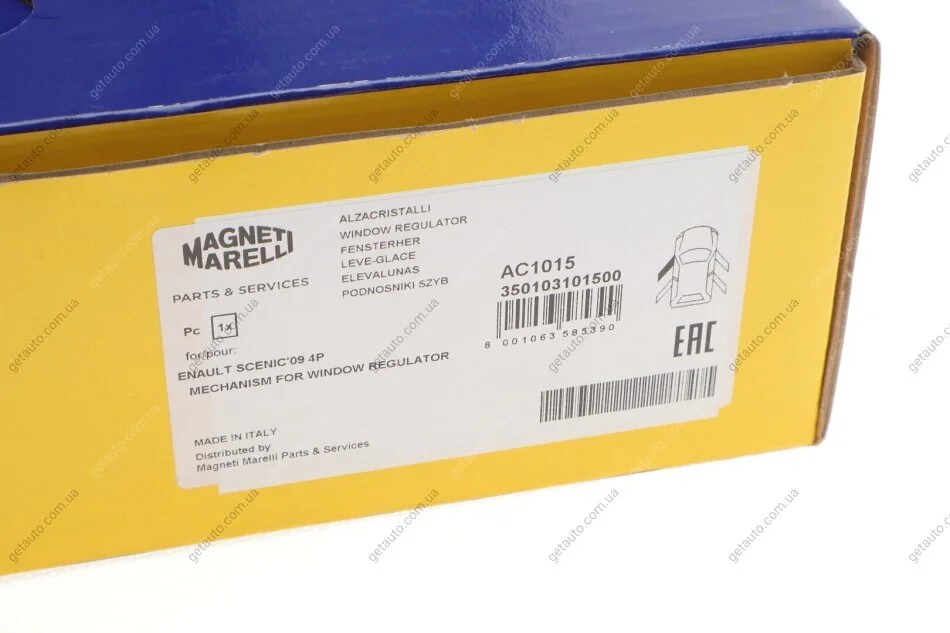 MAGNETI
MARELLI
PARTS & SERVICES
ALZACRISTALLI
WINDOW REGULATOR
FENSTERHER
LEVE-GLACE
ELEVALUNAS
PODNOSNIKI SZYB
AC1015
350103101500
8 001063 585390
Pc 1x
for/pour:
ENAULT SCENIC'09 4P
MECHANISM FOR WINDOW REGULATOR
EAC
MADE IN ITALY
Distributed by
Magneti Marelli Parts & Services
getauto.com.ua